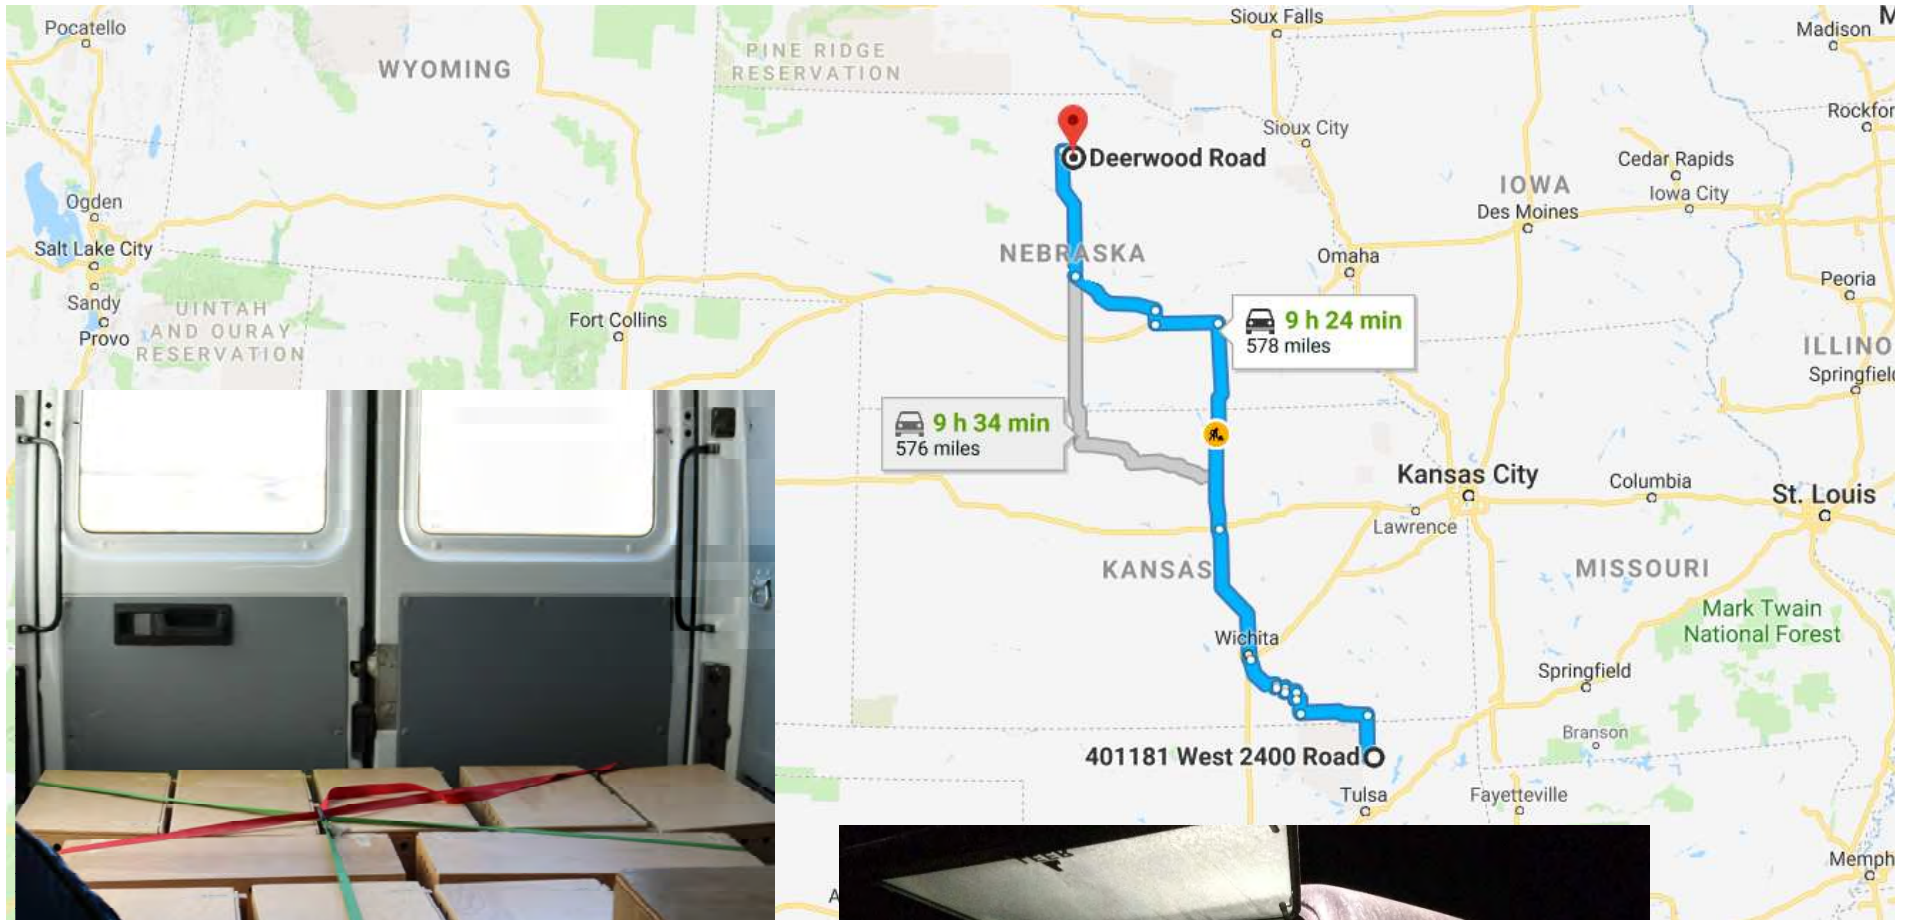 Pocatello
WYOMING
PINE RIDGE
RESERVATION
Sioux Falls
Madison
Rockfor
Sioux City
Deerwood Road
Cedar Rapids
Iowa City
IOWA
Des Moines
Ogden
Salt Lake City
Sandy
Provo
UINTAH
AND OURAY
RESERVATION
Fort Collins
NEBRASKA
Omaha
Peoria
9 h 24 min
578 miles
ILLINO
Springfield
9 h 34 min
576 miles
Kansas City
Columbia
St. Louis
Lawrence
KANSAS
MISSOURI
Mark Twain
National Forest
Wichita
Springfield
Branson
401181 West 2400 Road
Tulsa
Fayetteville
Memph